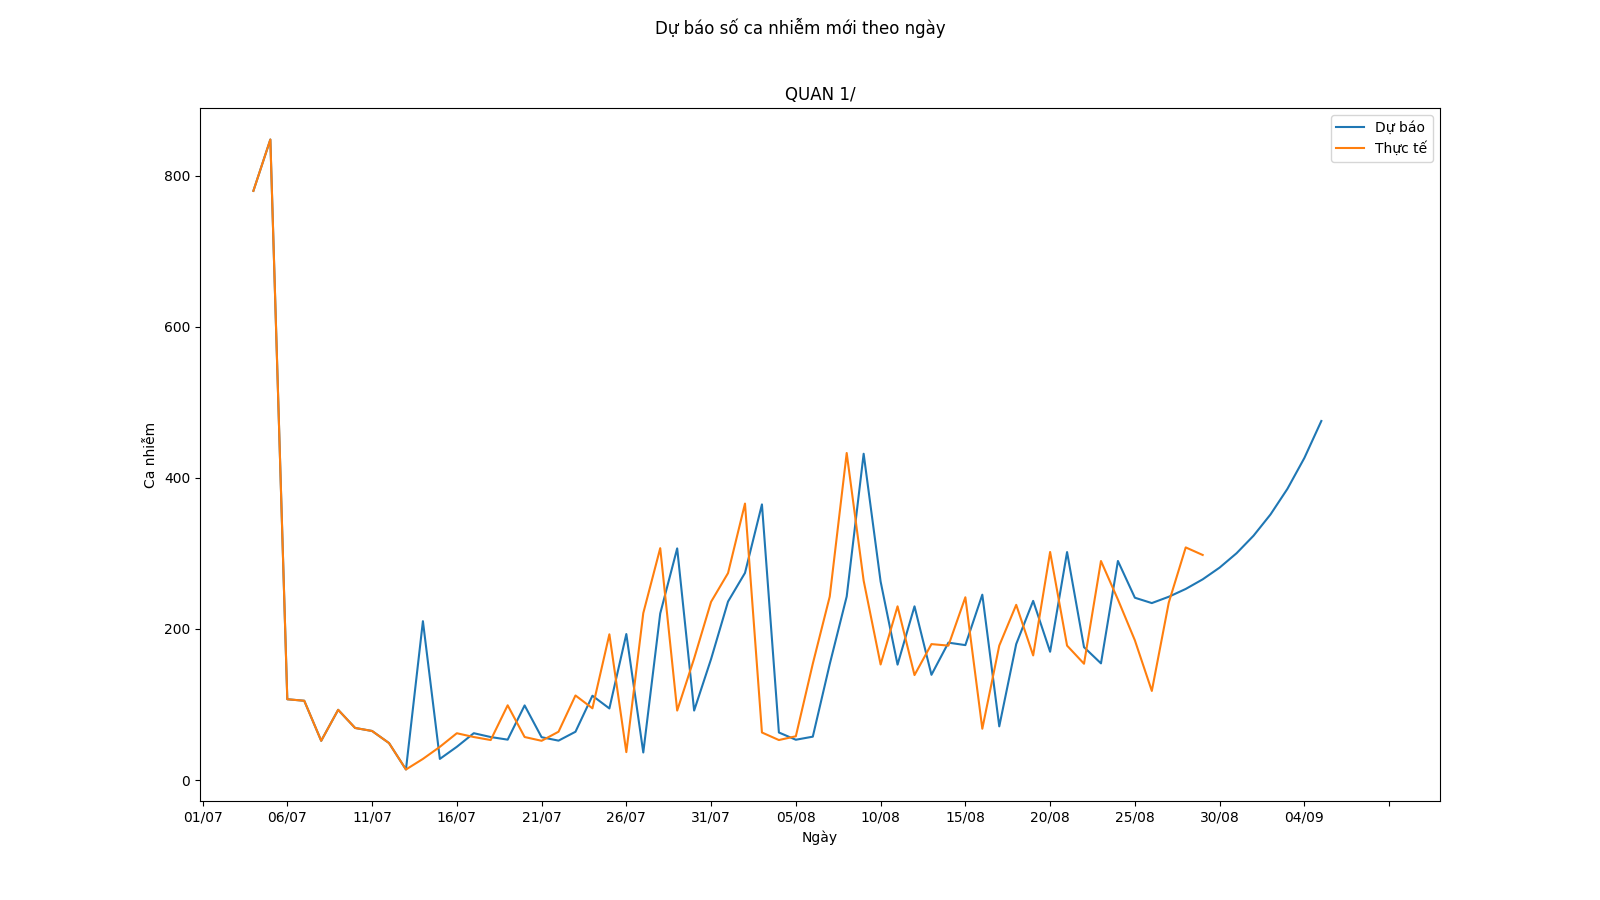 Dự báo số ca nhiễm mới theo ngày
QUAN 1/
Dự báo
Thực tế
800
600
400
200
0
Ca nhiễm
01/07 06/07 11/07 16/07 21/07 26/07 31/07 05/08 10/08 15/08 20/08 25/08 30/08 04/09
Ngày